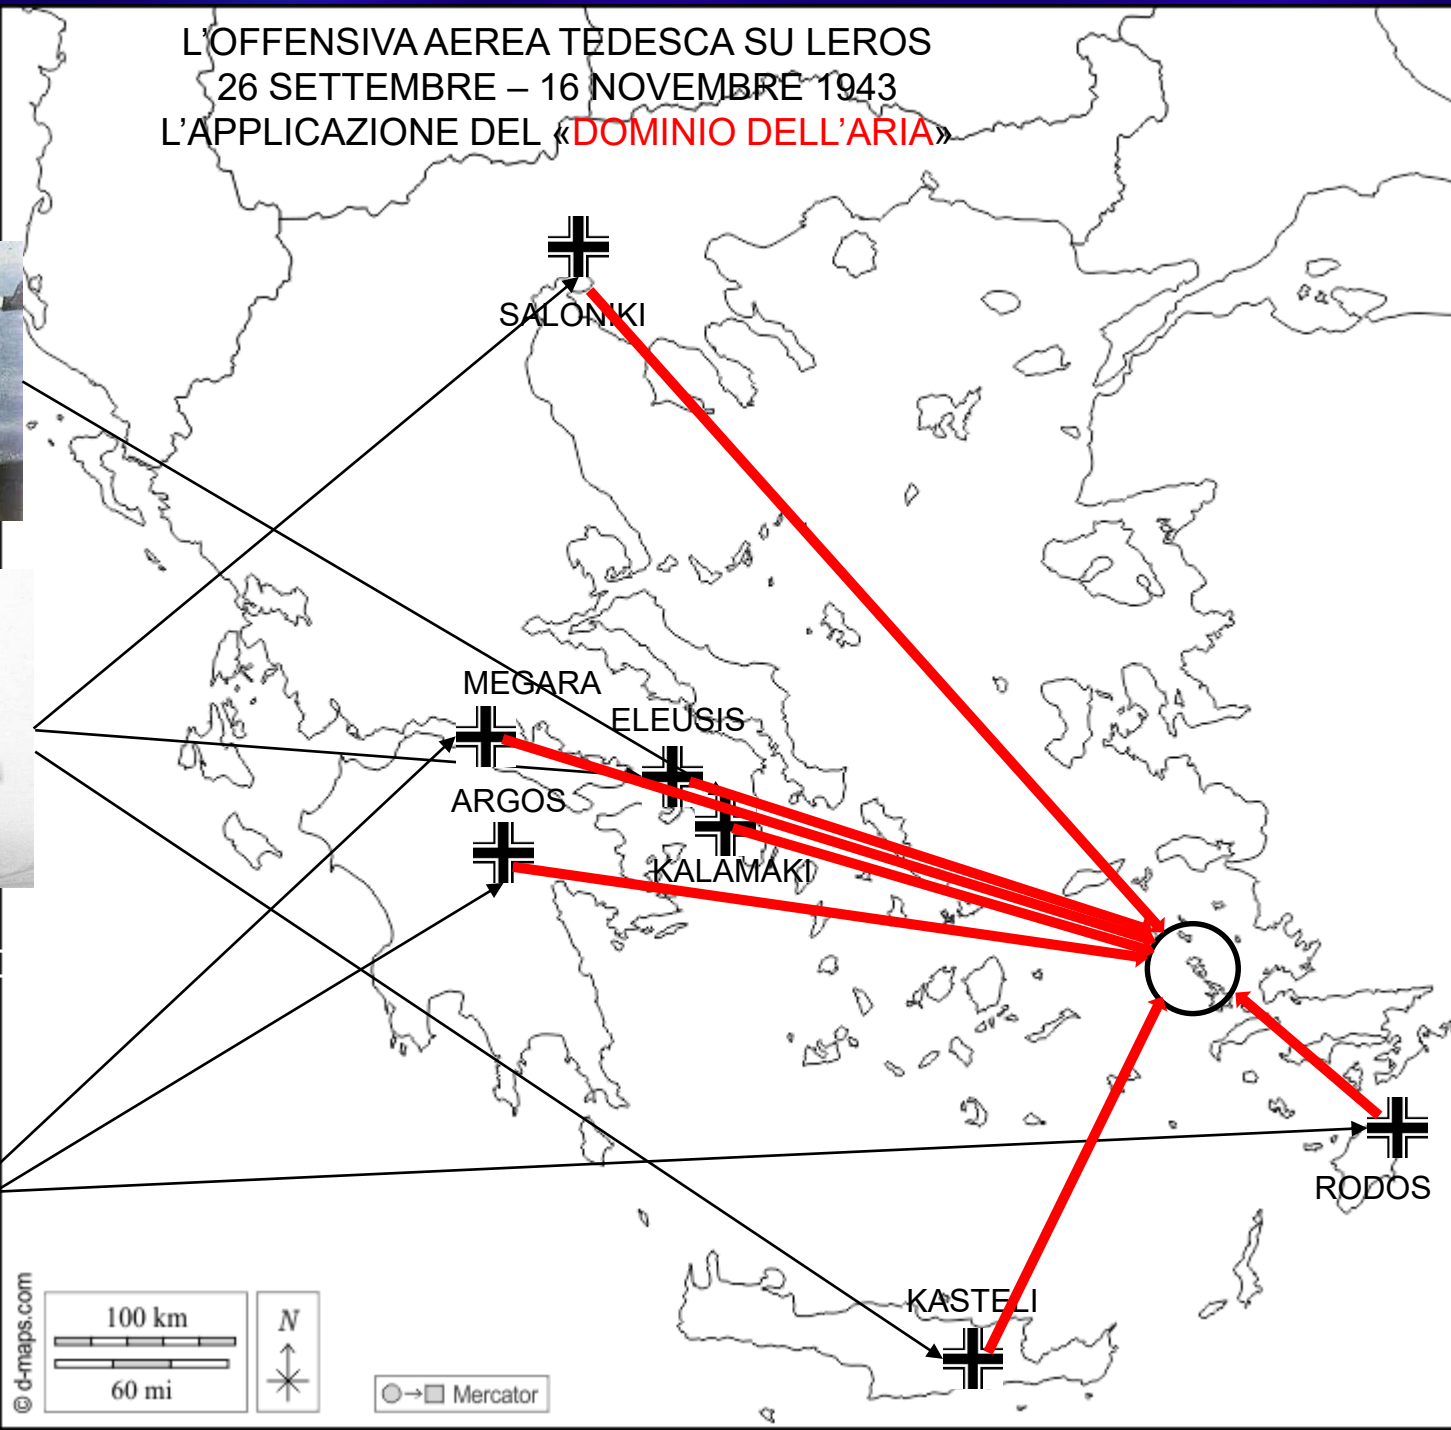 L'OFFENSIVA AEREA TEDESCA SU LEROS
26 SETTEMBRE – 16 NOVEMBRE 1943
L'APPLICAZIONE DEL «DOMINIO DELL'ARIA»
SALONIKI
MEGARA
ELEUSIS
ARGOS
KALAMAKI
RODOS
KASTELI
© d-maps.com
100 km
60 mi
N
Mercator